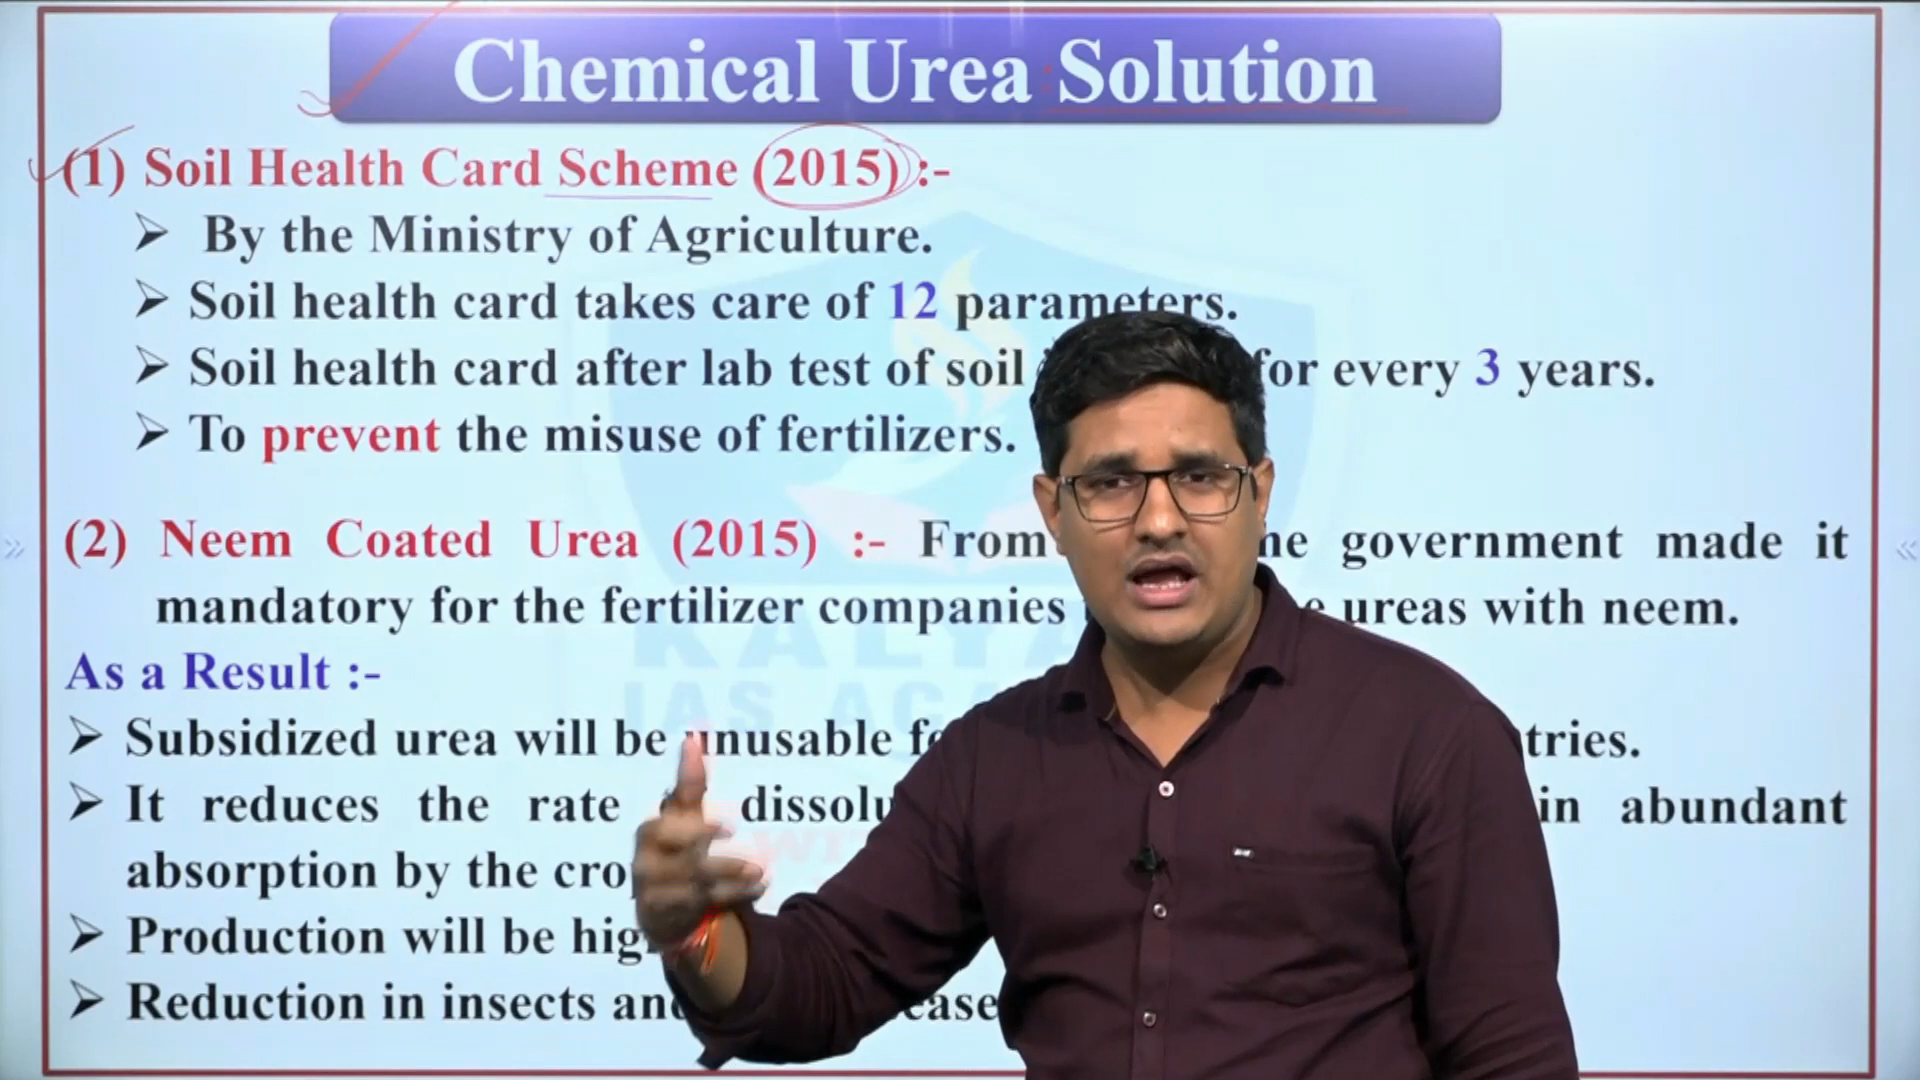 Chemical Urea Solution
(1) Soil Health Card Scheme (2015) :-
➤ By the Ministry of Agriculture.
➤ Soil health card takes care of 12 parameters.
➤ Soil health card after lab test of soil for every 3 years.
➤ To prevent the misuse of fertilizers.
(2) Neem Coated Urea (2015) :- From government made it
mandatory for the fertilizer companies ureas with neem.
As a Result :-
➤ Subsidized urea will be unusable
➤ It reduces the rate in abundant
absorption by the
➤ Production will be
➤ Reduction in insects